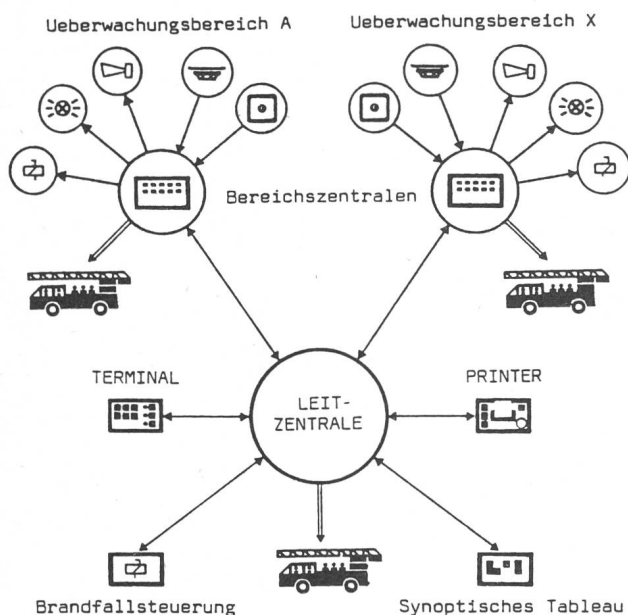 Ueberwachungsbereich A
Ueberwachungsbereich X
Bereichszentralen
TERMINAL
PRINTER
LEIT-
ZENTRALE
Brandfallsteuerung
Synoptisches Tableau